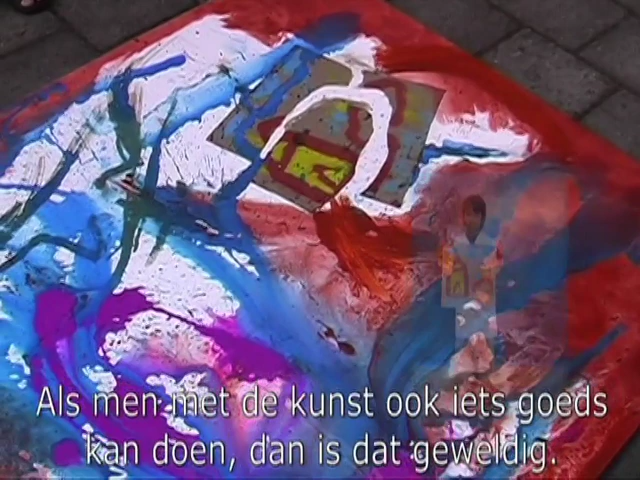 Als men met de kunst ook iets goeds
kan doen, dan is dat geweldig.